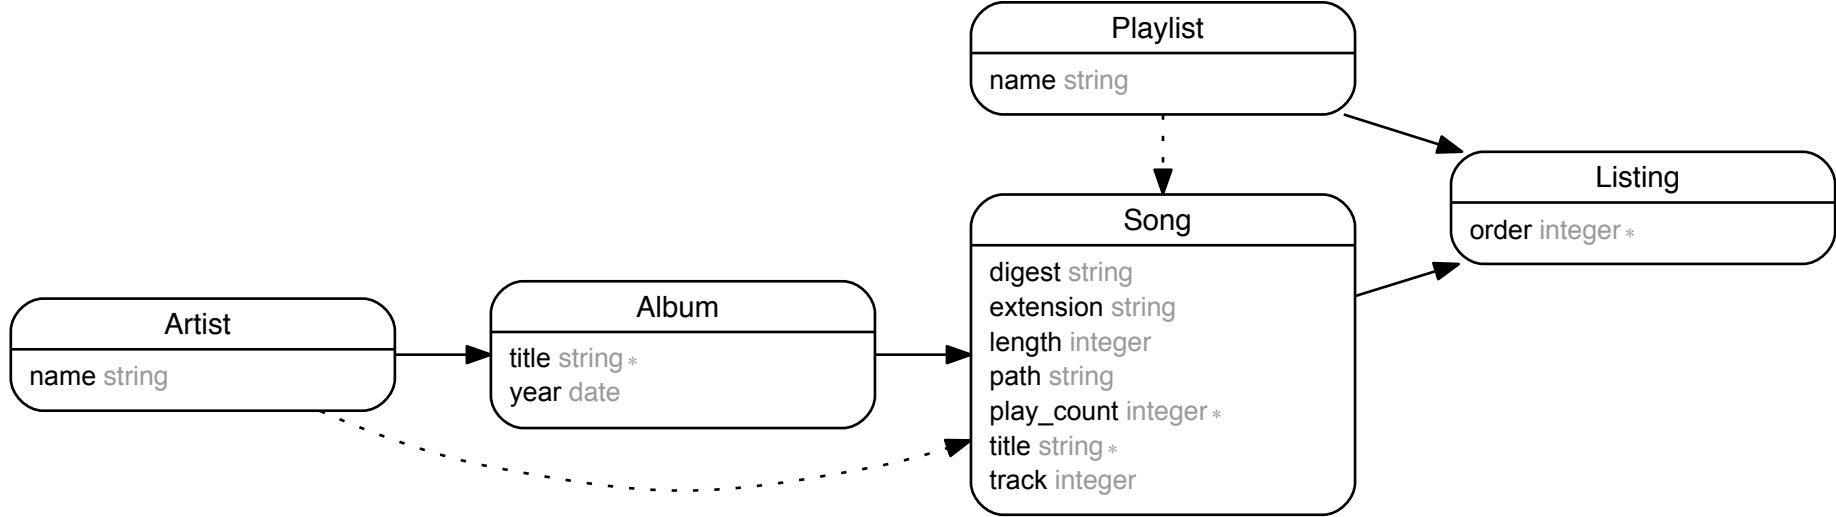 Playlist
name string
Listing
order integer *
Song
digest string
extension string
length integer
path string
play_count integer *
title string *
track integer
Album
title string *
year date
Artist
name string